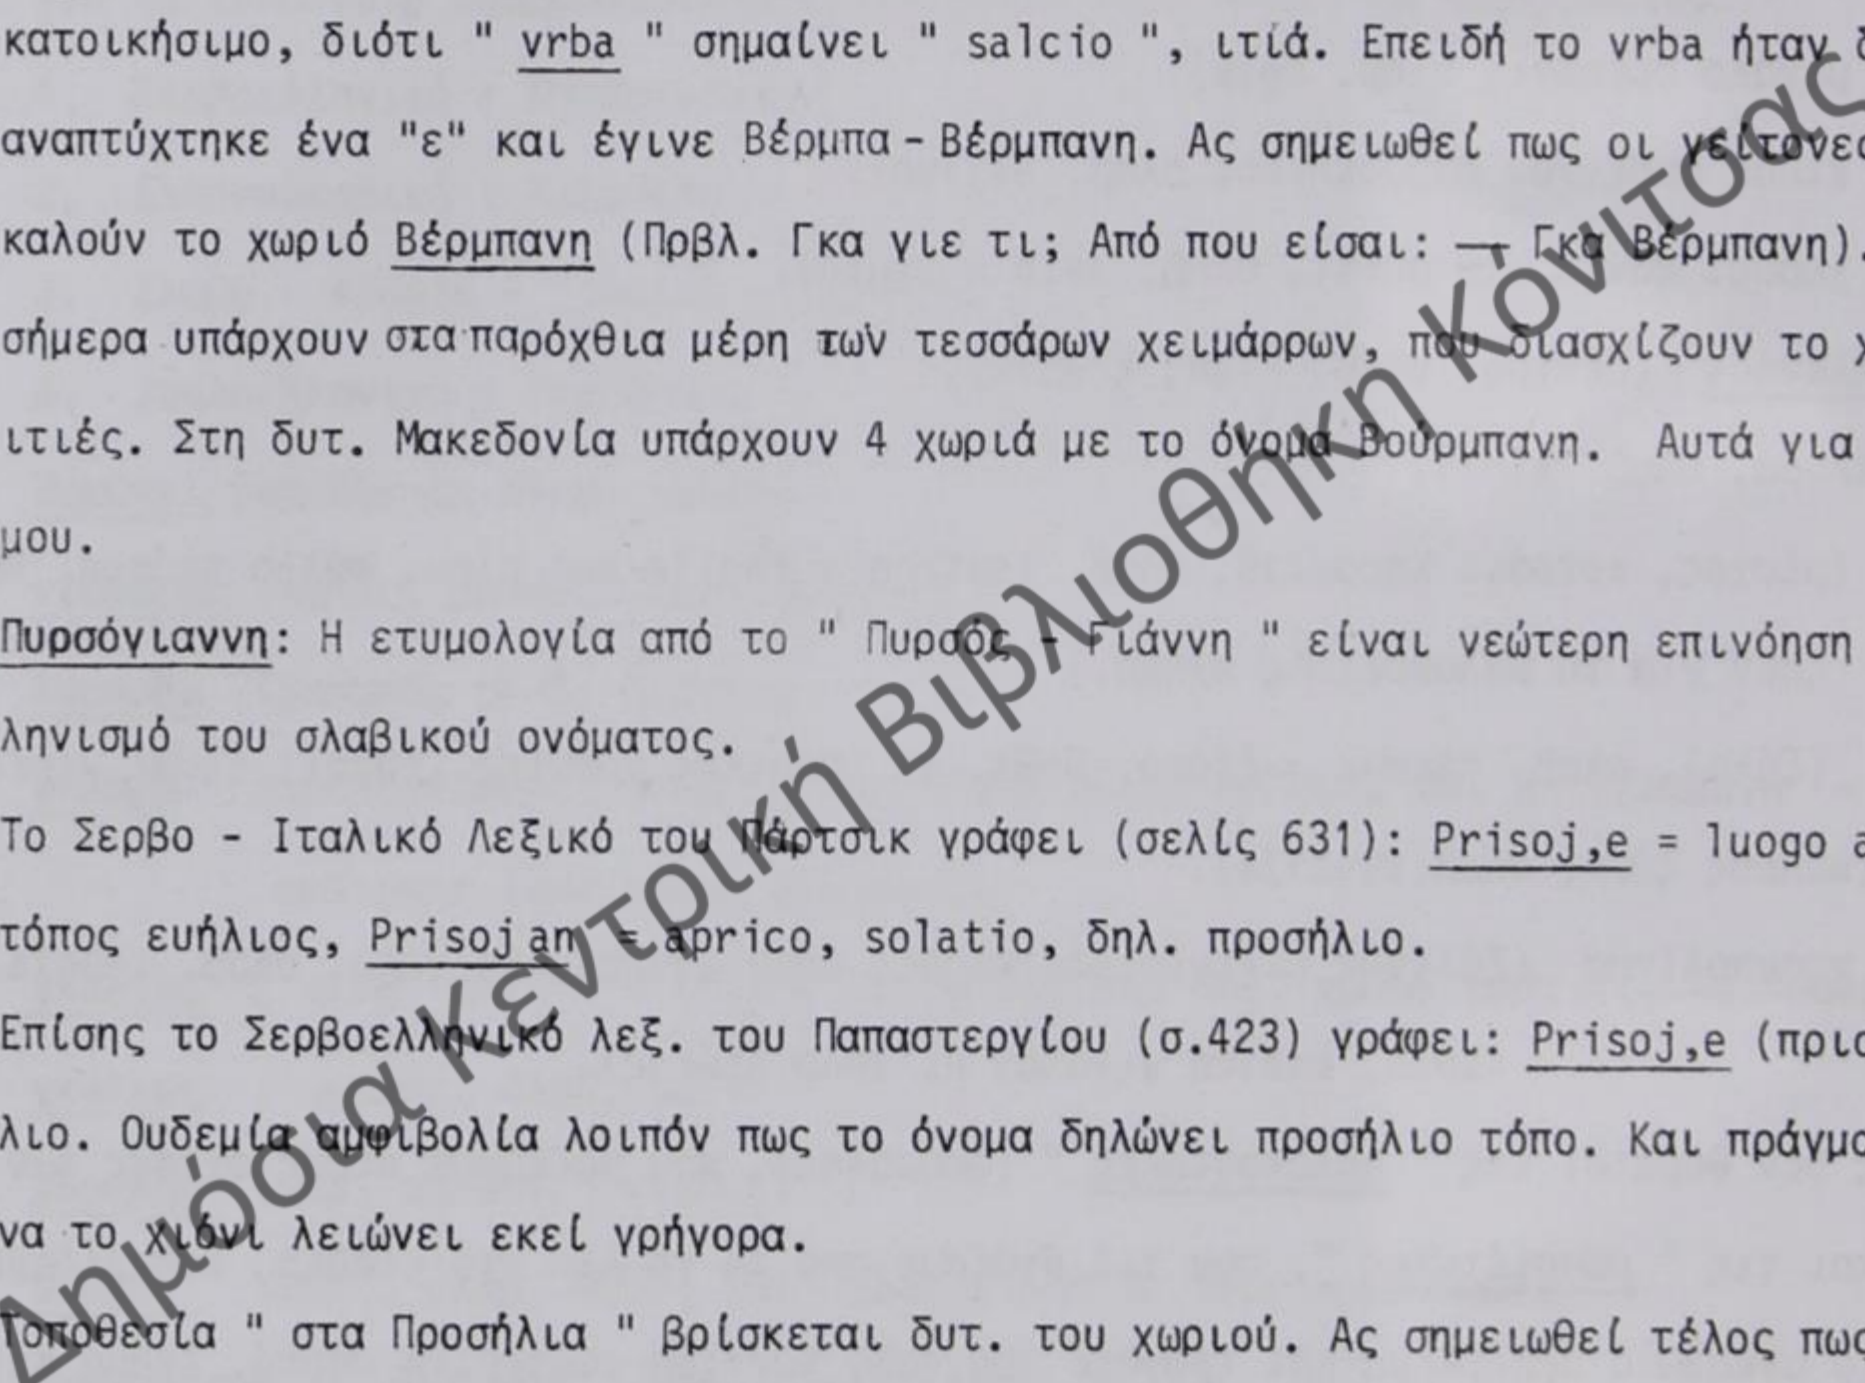 κατοικήσιμο, διότι " vrba " σημαίνει " salcio ", ιτίά. Επειδή το vrba ήταν
αναπτύχτηκε ένα "ε" και έγινε Βέρμπα - Βέρμπανη. Ας σημειωθεί πως οι γείτονες
καλούν το χωριό Βέρμπανη (Πρβλ. Γκα γιε τι; Από που είσαι: — Γκα Βέρμπανη).
σήμερα υπάρχουν στα παρόχθια μέρη των τεσσάρων χειμάρρων, που διασχίζουν το χ
ιτιές. Στη δυτ. Μακεδονία υπάρχουν 4 χωριά με το όνομα Βούρμπανη. Αυτά για
μου.
Πυρσόγιαννη: Η ετυμολογία από το " Πυρσός - Γιάννη " είναι νεώτερη επινόηση
ληνισμό του σλαβικού ονόματος.
Το Σερβο - Ιταλικό Λεξικό του Πάρτσικ γράφει (σελίς 631): Prisoj,e = luogo a
τόπος ευήλιος, Prisojan = aprico, solatio, δηλ. προσήλιο.
Επίσης το Σερβοελληνικό λεξ. του Παπαστεργίου (σ.423) γράφει: Prisoj,e (πρισ
λιο. Ουδεμία αμφιβολία λοιπόν πως το όνομα δηλώνει προσήλιο τόπο. Και πράγμα
να το χιόνι λειώνει εκεί γρήγορα.
Τοποθεσία " στα Προσήλια " βρίσκεται δυτ. του χωριού. Ας σημειωθεί τέλος πως
Δημόσια Κεντρική Βιβλιοθήκη Κόνιτσας